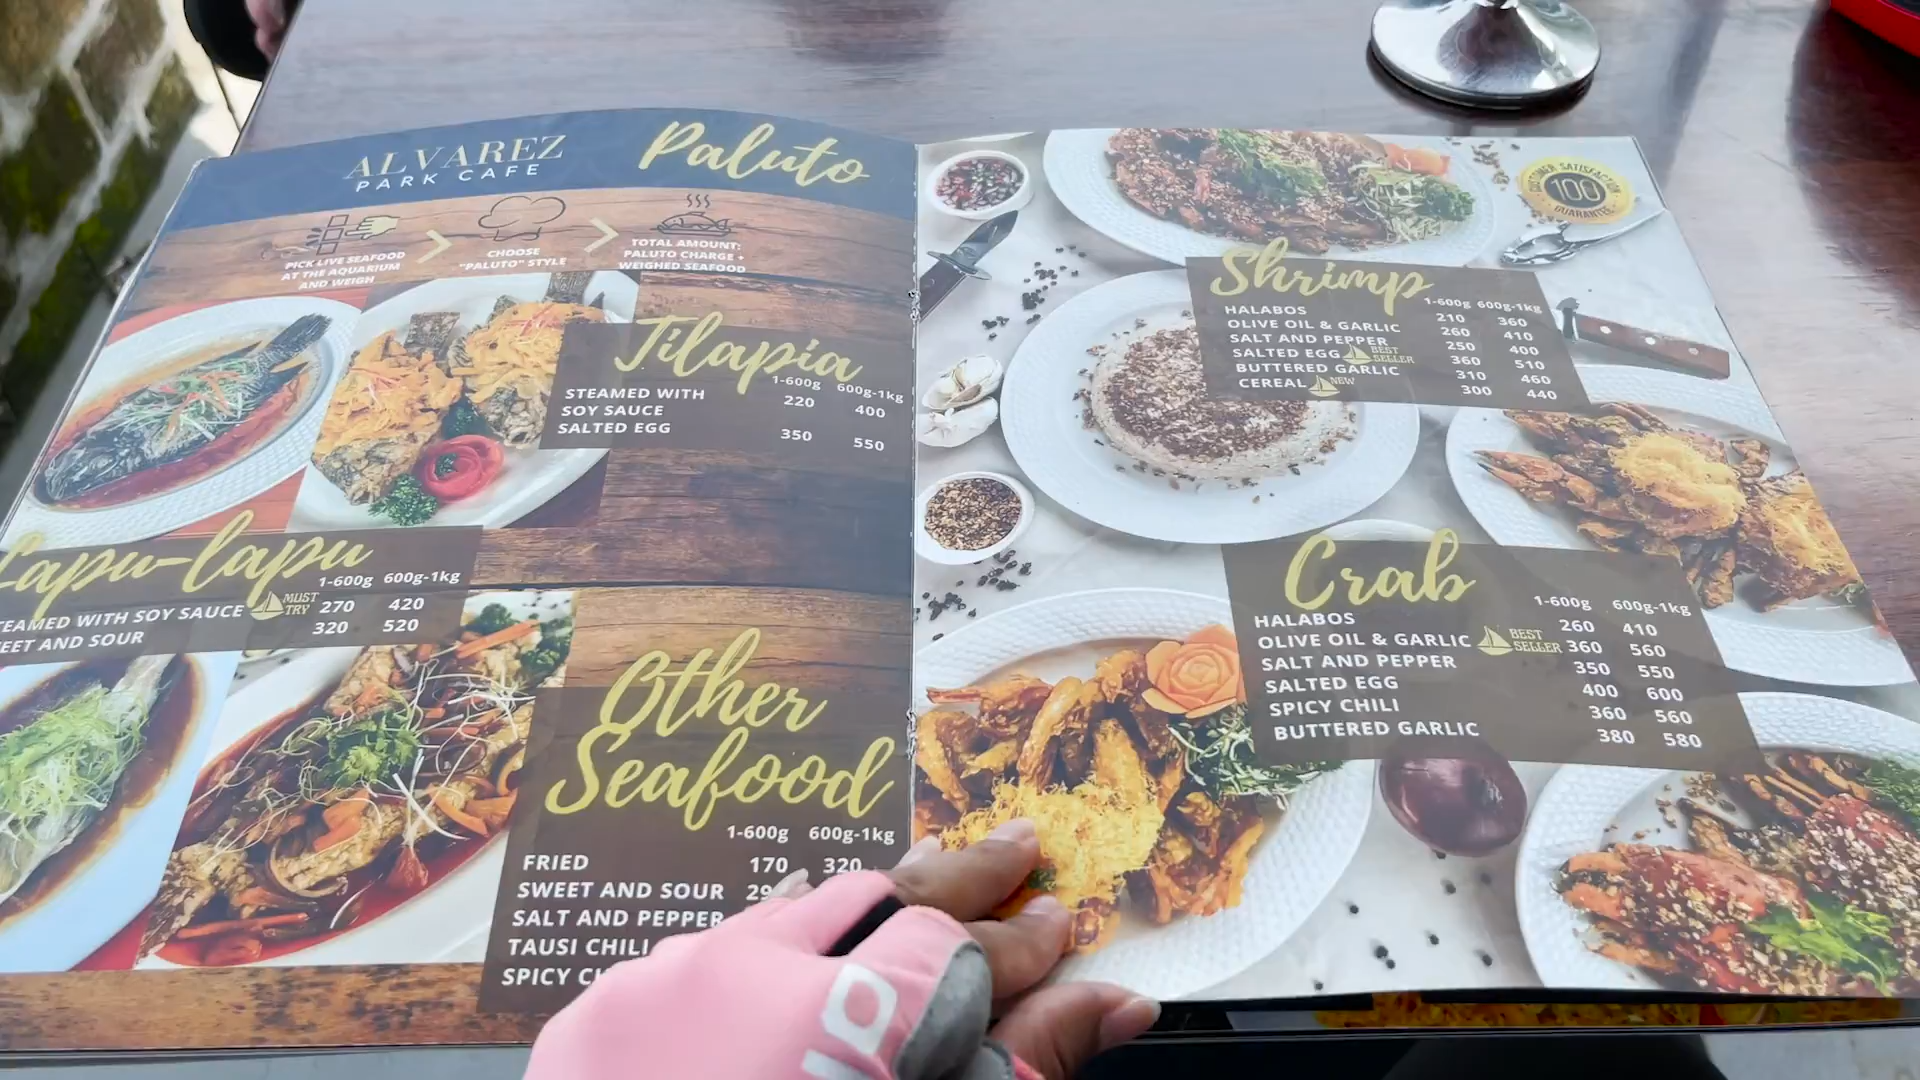 ALVAREZ
PARK CAFE
Paluto
PICK LIVE SEAFOOD
AT THE AQUARIUM
AND WEIGH
CHOOSE
"PALUTO" STYLE
TOTAL AMOUNT:
PALUTO CHARGE +
WEIGHED SEAFOOD
Tilapia
1-600g 600g-1kg
STEAMED WITH
SOY SAUCE 220 400
SALTED EGG 350 550
Lapu-lapu
1-600g 600g-1kg
STEAMED WITH SOY SAUCE MUST TRY 270 420
SWEET AND SOUR 320 520
Other
Seafood
1-600g 600g-1kg
FRIED 170 320
SWEET AND SOUR
SALT AND PEPPER
TAUSI CHILI
SPICY
CUSTOMER SATISFACTION
100
GUARANTEE
Shrimp
1-600g 600g-1kg
HALABOS 210 360
OLIVE OIL & GARLIC 260 410
SALT AND PEPPER 250 400
SALTED EGG BEST SELLER 360 510
BUTTERED GARLIC 310 460
CEREAL NEW 300 440
Crab
1-600g 600g-1kg
HALABOS 260 410
OLIVE OIL & GARLIC BEST SELLER 360 560
SALT AND PEPPER 350 550
SALTED EGG 400 600
SPICY CHILI 360 560
BUTTERED GARLIC 380 580